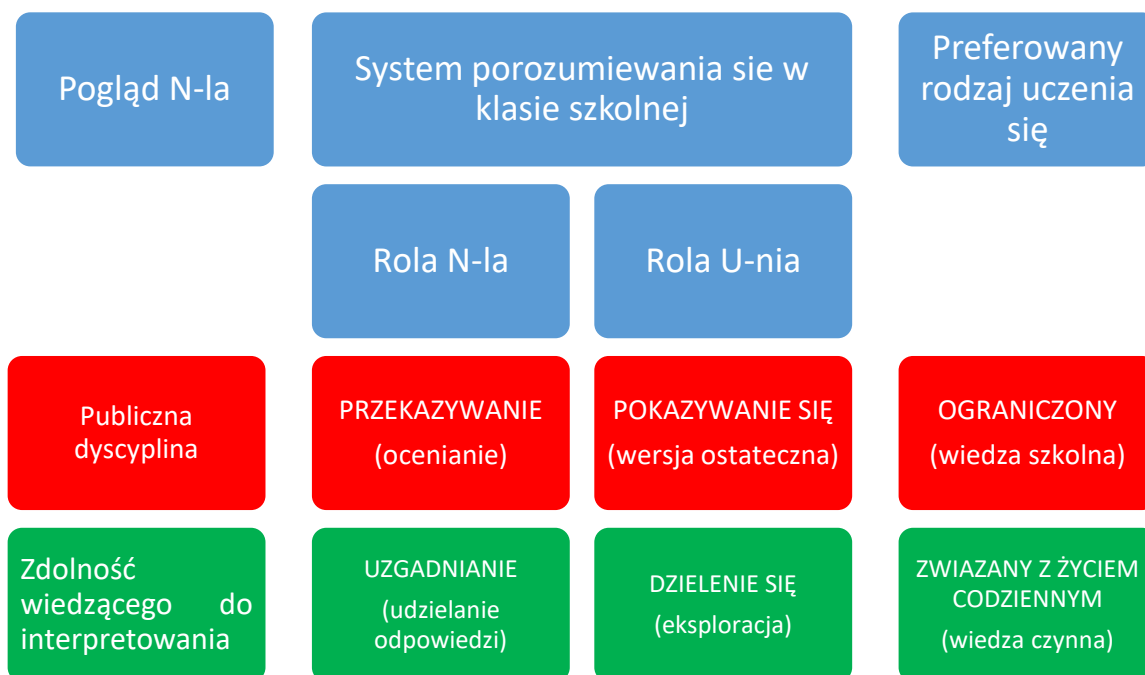 Pogląd N-la
System porozumiewania sie w
klasie szkolnej
Preferowany
rodzaj uczenia
się
Rola N-la
Rola U-nia
Publiczna
dyscyplina
PRZEKAZYWANIE
(ocenianie)
POKAZYWANIE SIĘ
(wersja ostateczna)
OGRANICZONY
(wiedza szkolna)
Zdolność
wiedzącego do
interpretowania
UZGADNIANIE
(udzielanie
odpowiedzi)
DZIELENIE SIĘ
(eksploracja)
ZWIAZANY Z ŻYCIEM
CODZIENNYM
(wiedza czynna)